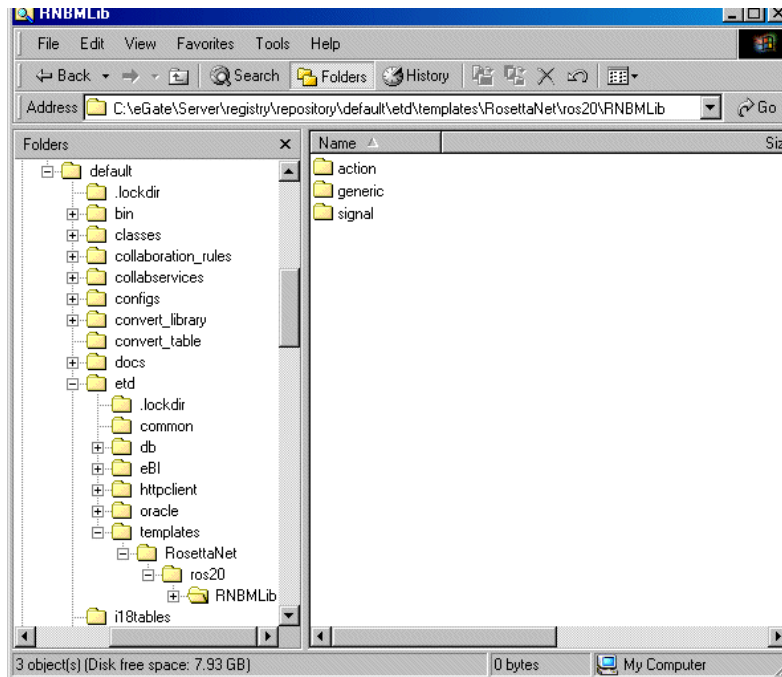 RNBMLib
File Edit View Favorites Tools Help
Back Search Folders History
Address C:\eGate\Server\registry\repository\default\etd\templates\RosettaNet\ros20\RNBMLib Go
Folders
Name Siz
default
.lockdir
bin
classes
collaboration_rules
collabservices
configs
convert_library
convert_table
docs
etd
.lockdir
common
db
eBI
httpclient
oracle
templates
RosettaNet
ros20
RNBMLib
i18tables
action
generic
signal
3 object(s) (Disk free space: 7.93 GB) 0 bytes My Computer